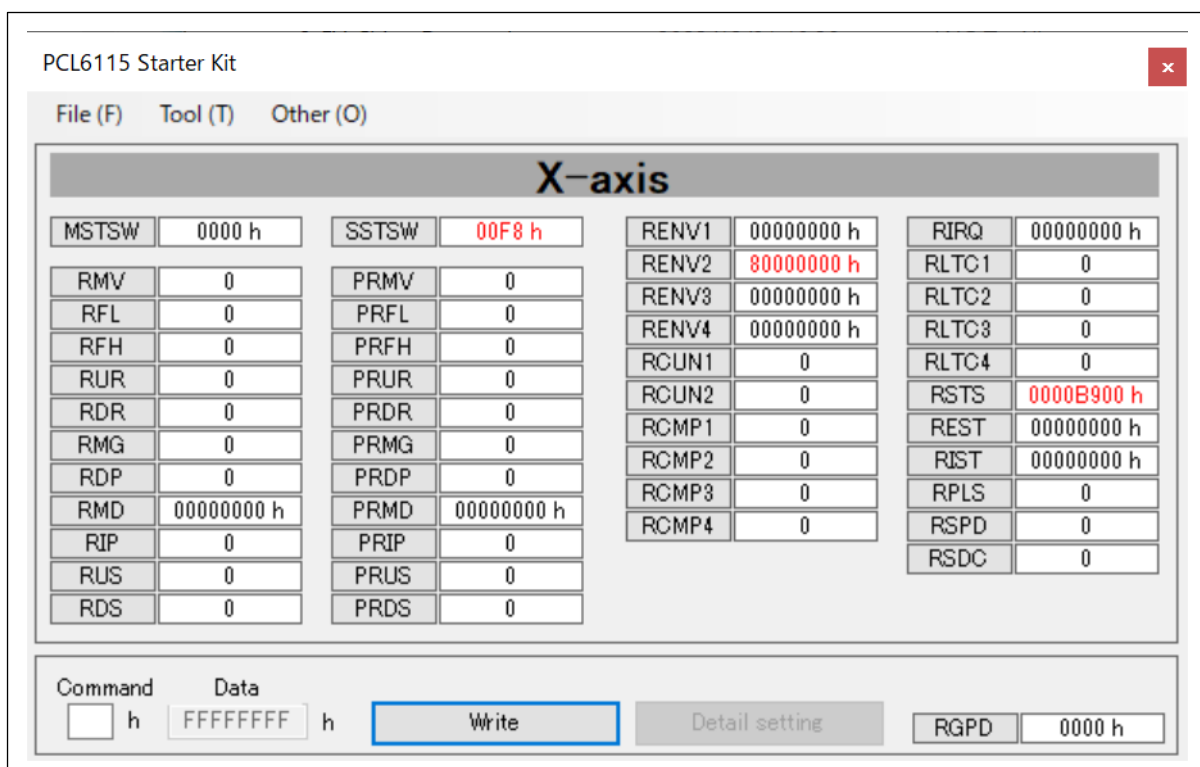 PCL6115 Starter Kit
x
File (F) Tool (T) Other (O)
X-axis
MSTSW 0000 h SSTSW 00F8 h RENV1 00000000 h RIRQ 00000000 h
RENV2 80000000 h RLTC1 0
RMV 0 PRMV 0 RENV3 00000000 h RLTC2 0
RFL 0 PRFL 0 RENV4 00000000 h RLTC3 0
RFH 0 PRFH 0 RCUN1 0 RLTC4 0
RUR 0 PRUR 0 RCUN2 0 RSTS 0000B900 h
RDR 0 PRDR 0 RCMP1 0 REST 00000000 h
RMG 0 PRMG 0 RCMP2 0 RIST 00000000 h
RDP 0 PRDP 0 RCMP3 0 RPLS 0
RMD 00000000 h PRMD 00000000 h RCMP4 0 RSPD 0
RIP 0 PRIP 0 RSDC 0
RUS 0 PRUS 0
RDS 0 PRDS 0
Command Data
h FFFFFFFF h Write Detail setting RGPD 0000 h